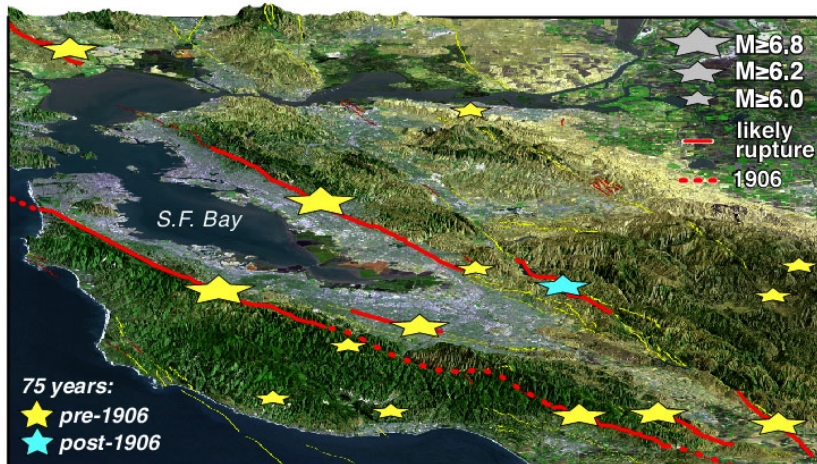 M≥6.8
M≥6.2
M≥6.0
likely
rupture
1906
S.F. Bay
75 years:
pre-1906
post-1906